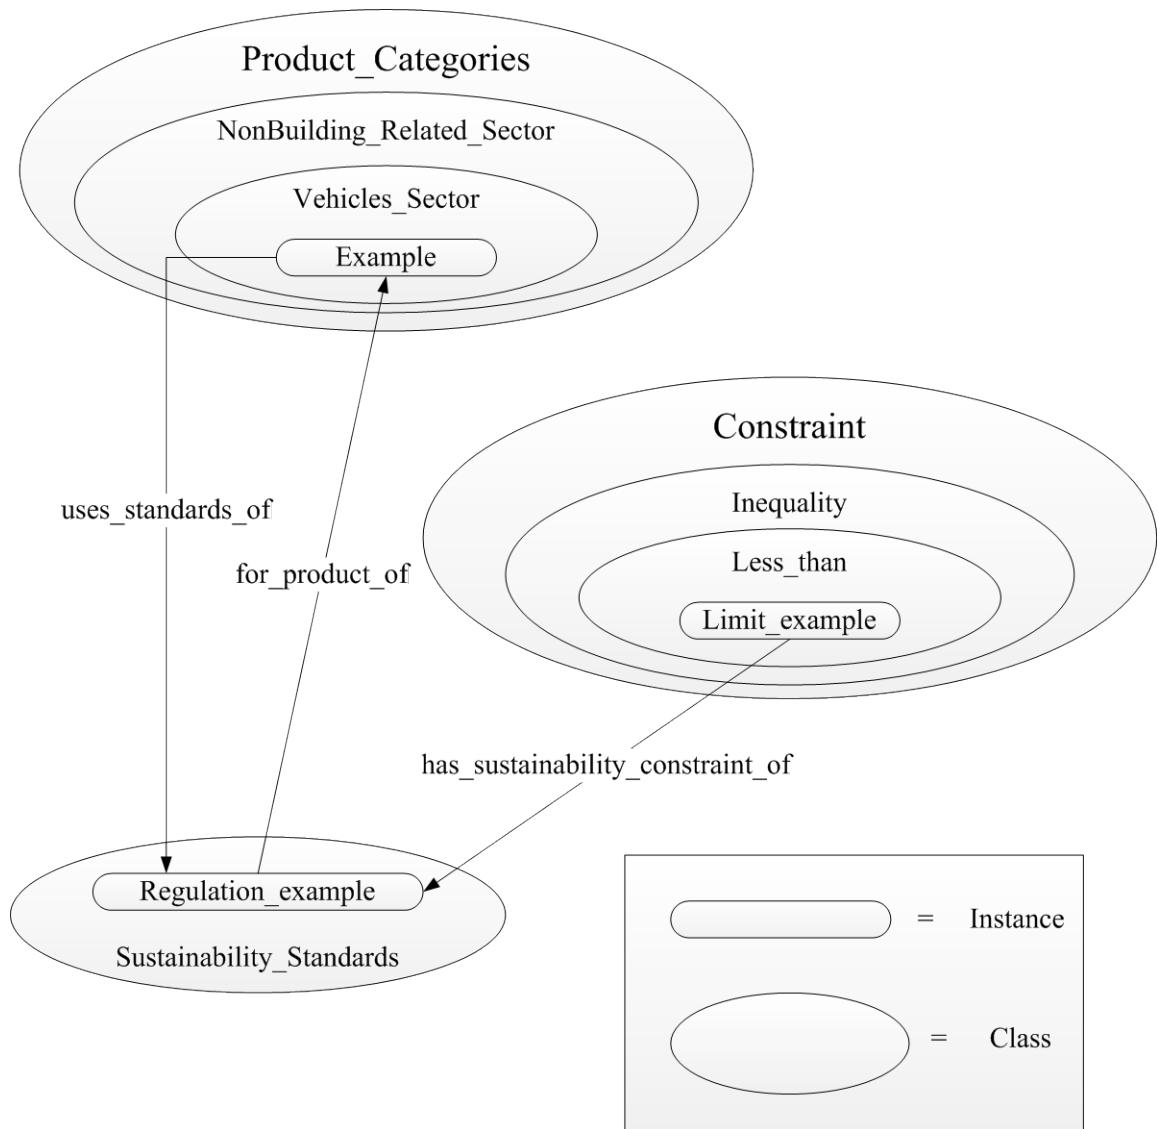 Product_Categories
NonBuilding_Related_Sector
Vehicles_Sector
Example
Constraint
Inequality
uses_standards_of
Less_than
for_product_of
Limit_example
has_sustainability_constraint_of
Regulation_example
= Instance
Sustainability_Standards
= Class